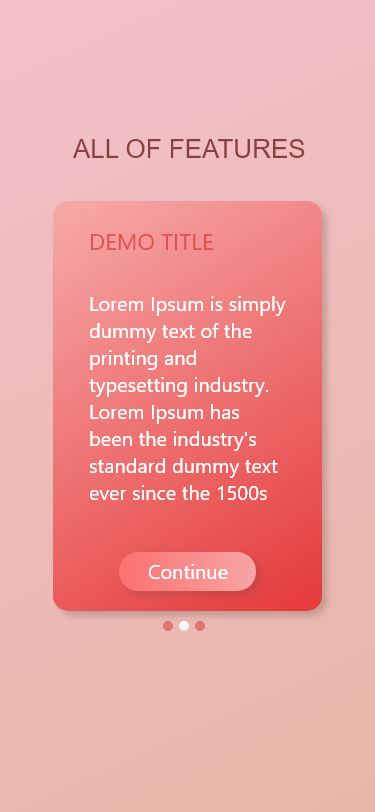 ALL OF FEATURES
DEMO TITLE
Lorem Ipsum is simply
dummy text of the
printing and
typesetting industry.
Lorem Ipsum has
been the industry's
standard dummy text
ever since the 1500s
Continue